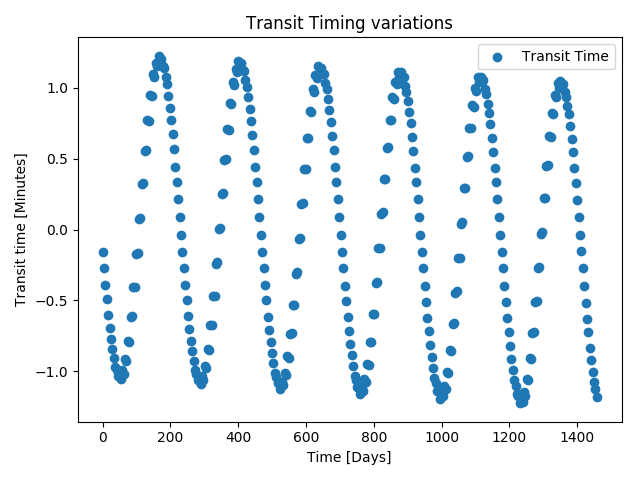 Transit Timing variations
Transit Time
1.0
0.5
0.0
−0.5
−1.0
Transit time [Minutes]
0 200 400 600 800 1000 1200 1400
Time [Days]